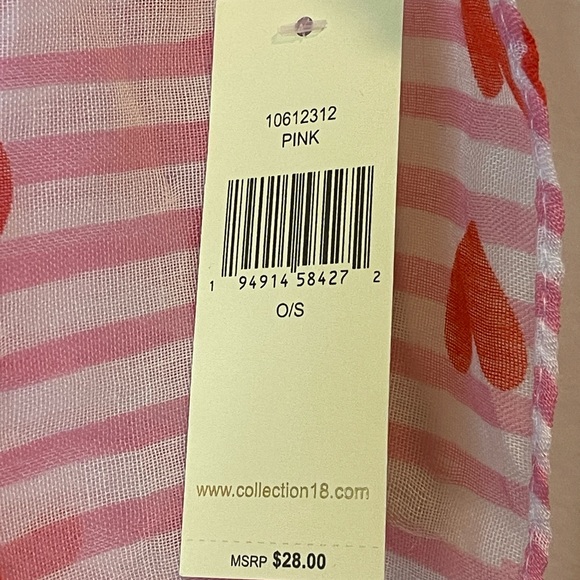 10612312
PINK
1 94914 58427 2
O/S
www.collection18.com
MSRP $28.00